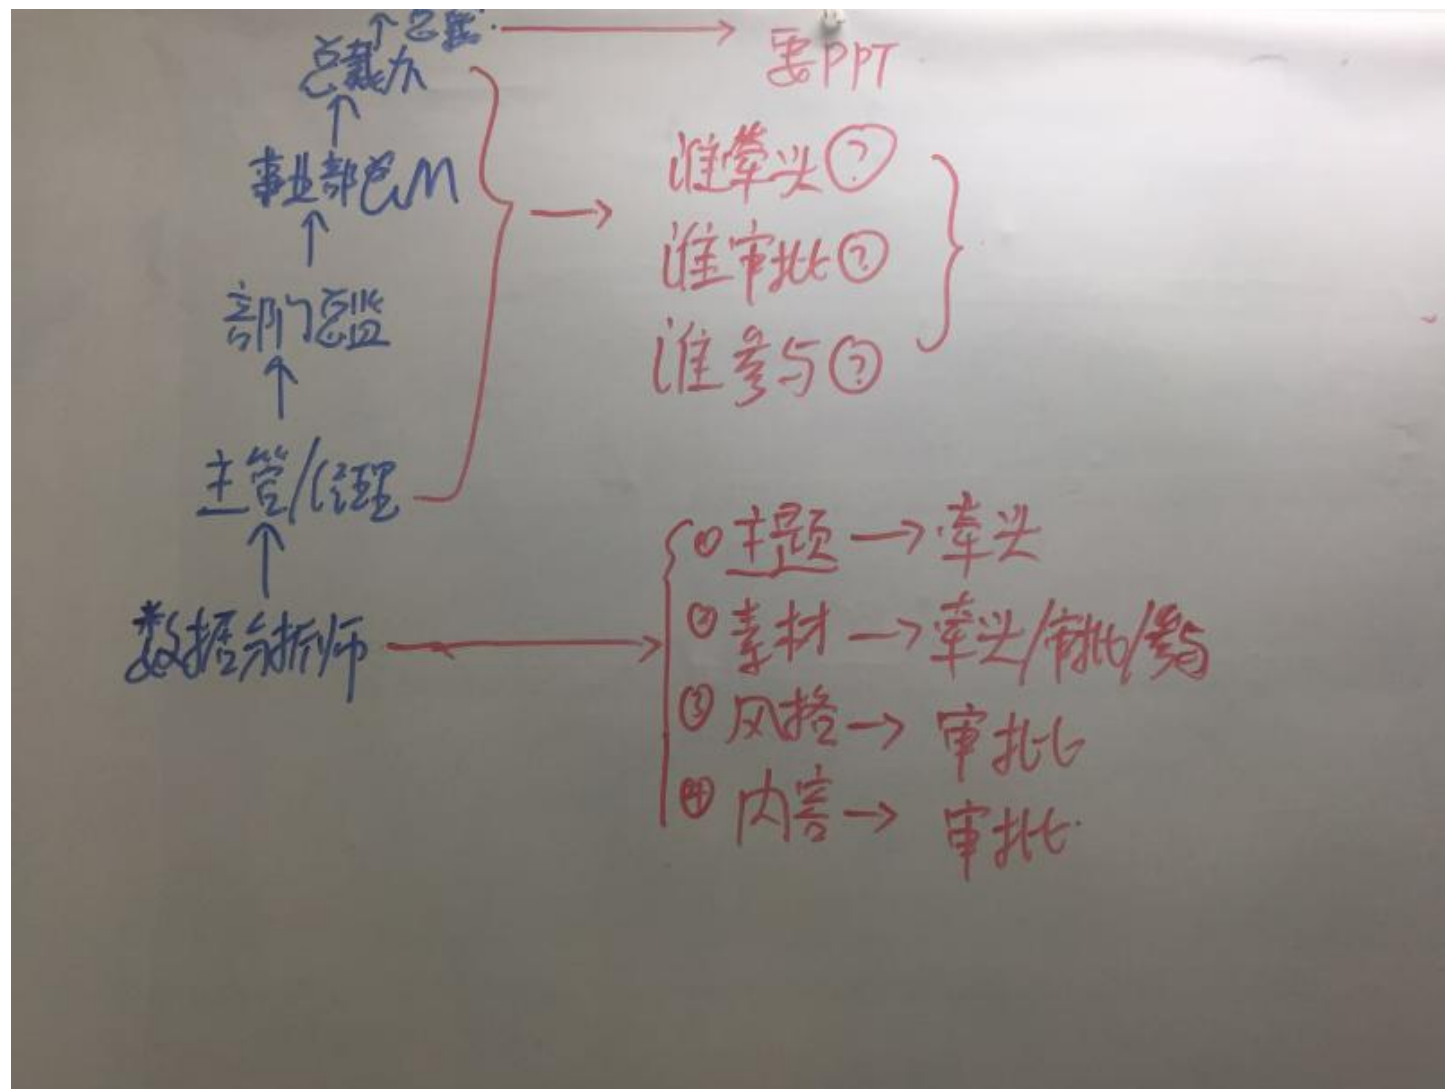 ↑总裁 → 要PPT
总裁办
↑
事业部总GM
↑
部门总监
↑
主管/经理
↑
数据分析师
→
谁牵头?
谁审批?
谁参与?
→
① 主题 → 牵头
② 素材 → 牵头/审批/参与
③ 风格 → 审批
④ 内容 → 审批